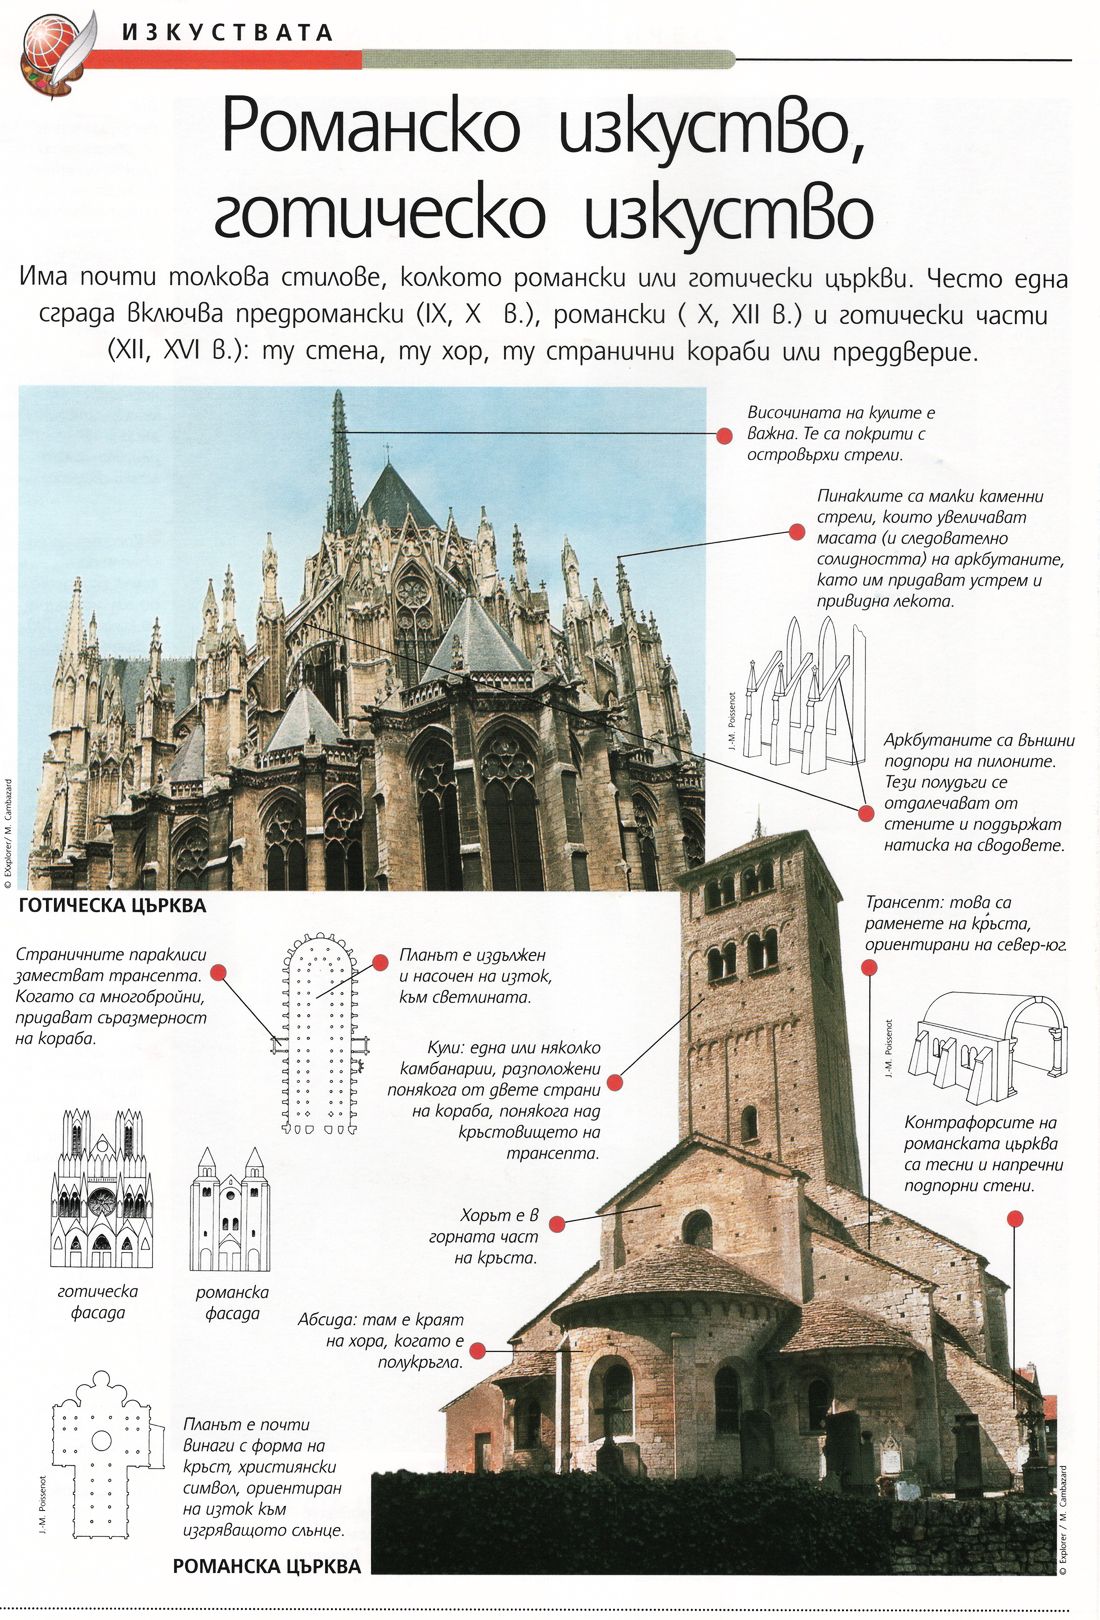 ИЗКУСТВАТА
Романско изкуство,
готическо изкуство
Има почти толкова стилове, колкото романски или готически църкви. Често една
сграда включва предромански (IX, X в.), романски ( X, XII в.) и готически части
(XII, XVI в.): ту стена, ту хор, ту странични кораби или преддверие.
Височината на кулите е
важна. Те са покрити с
островърхи стрели.
Пинаклите са малки каменни
стрели, които увеличават
масата (и следователно
солидността) на аркбутаните,
като им придават устрем и
привидна лекота.
J.-M. Poissenot
Аркбутаните са външни
подпори на пилоните.
Тези полудъги се
отдалечават от
стените и поддържат
натиска на сводовете.
© EXxplorer/ M. Cambazard
ГОТИЧЕСКА ЦЪРКВА
Страничните параклиси
заместват трансепта.
Когато са многобройни,
придават съразмерност
на кораба.
Планът е издължен
и насочен на изток,
към светлината.
Трансепт: това са
раменете на кръста,
ориентирани на север-юг.
J.-M. Poissenot
Кули: една или няколко
камбанарии, разположени
понякога от двете страни
на кораба, понякога над
кръстовището на
трансепта.
Контрафорсите на
романската църква
са тесни и напречни
подпорни стени.
Хорът е в
горната част
на кръста.
готическа
фасада
романска
фасада
Абсида: там е краят
на хора, когато е
полукръгла.
Планът е почти
винаги с форма на
кръст, християнски
символ, ориентиран
на изток към
изгряващото слънце.
J.-M. Poissenot
РОМАНСКА ЦЪРКВА
© Explorer / M. Cambazard